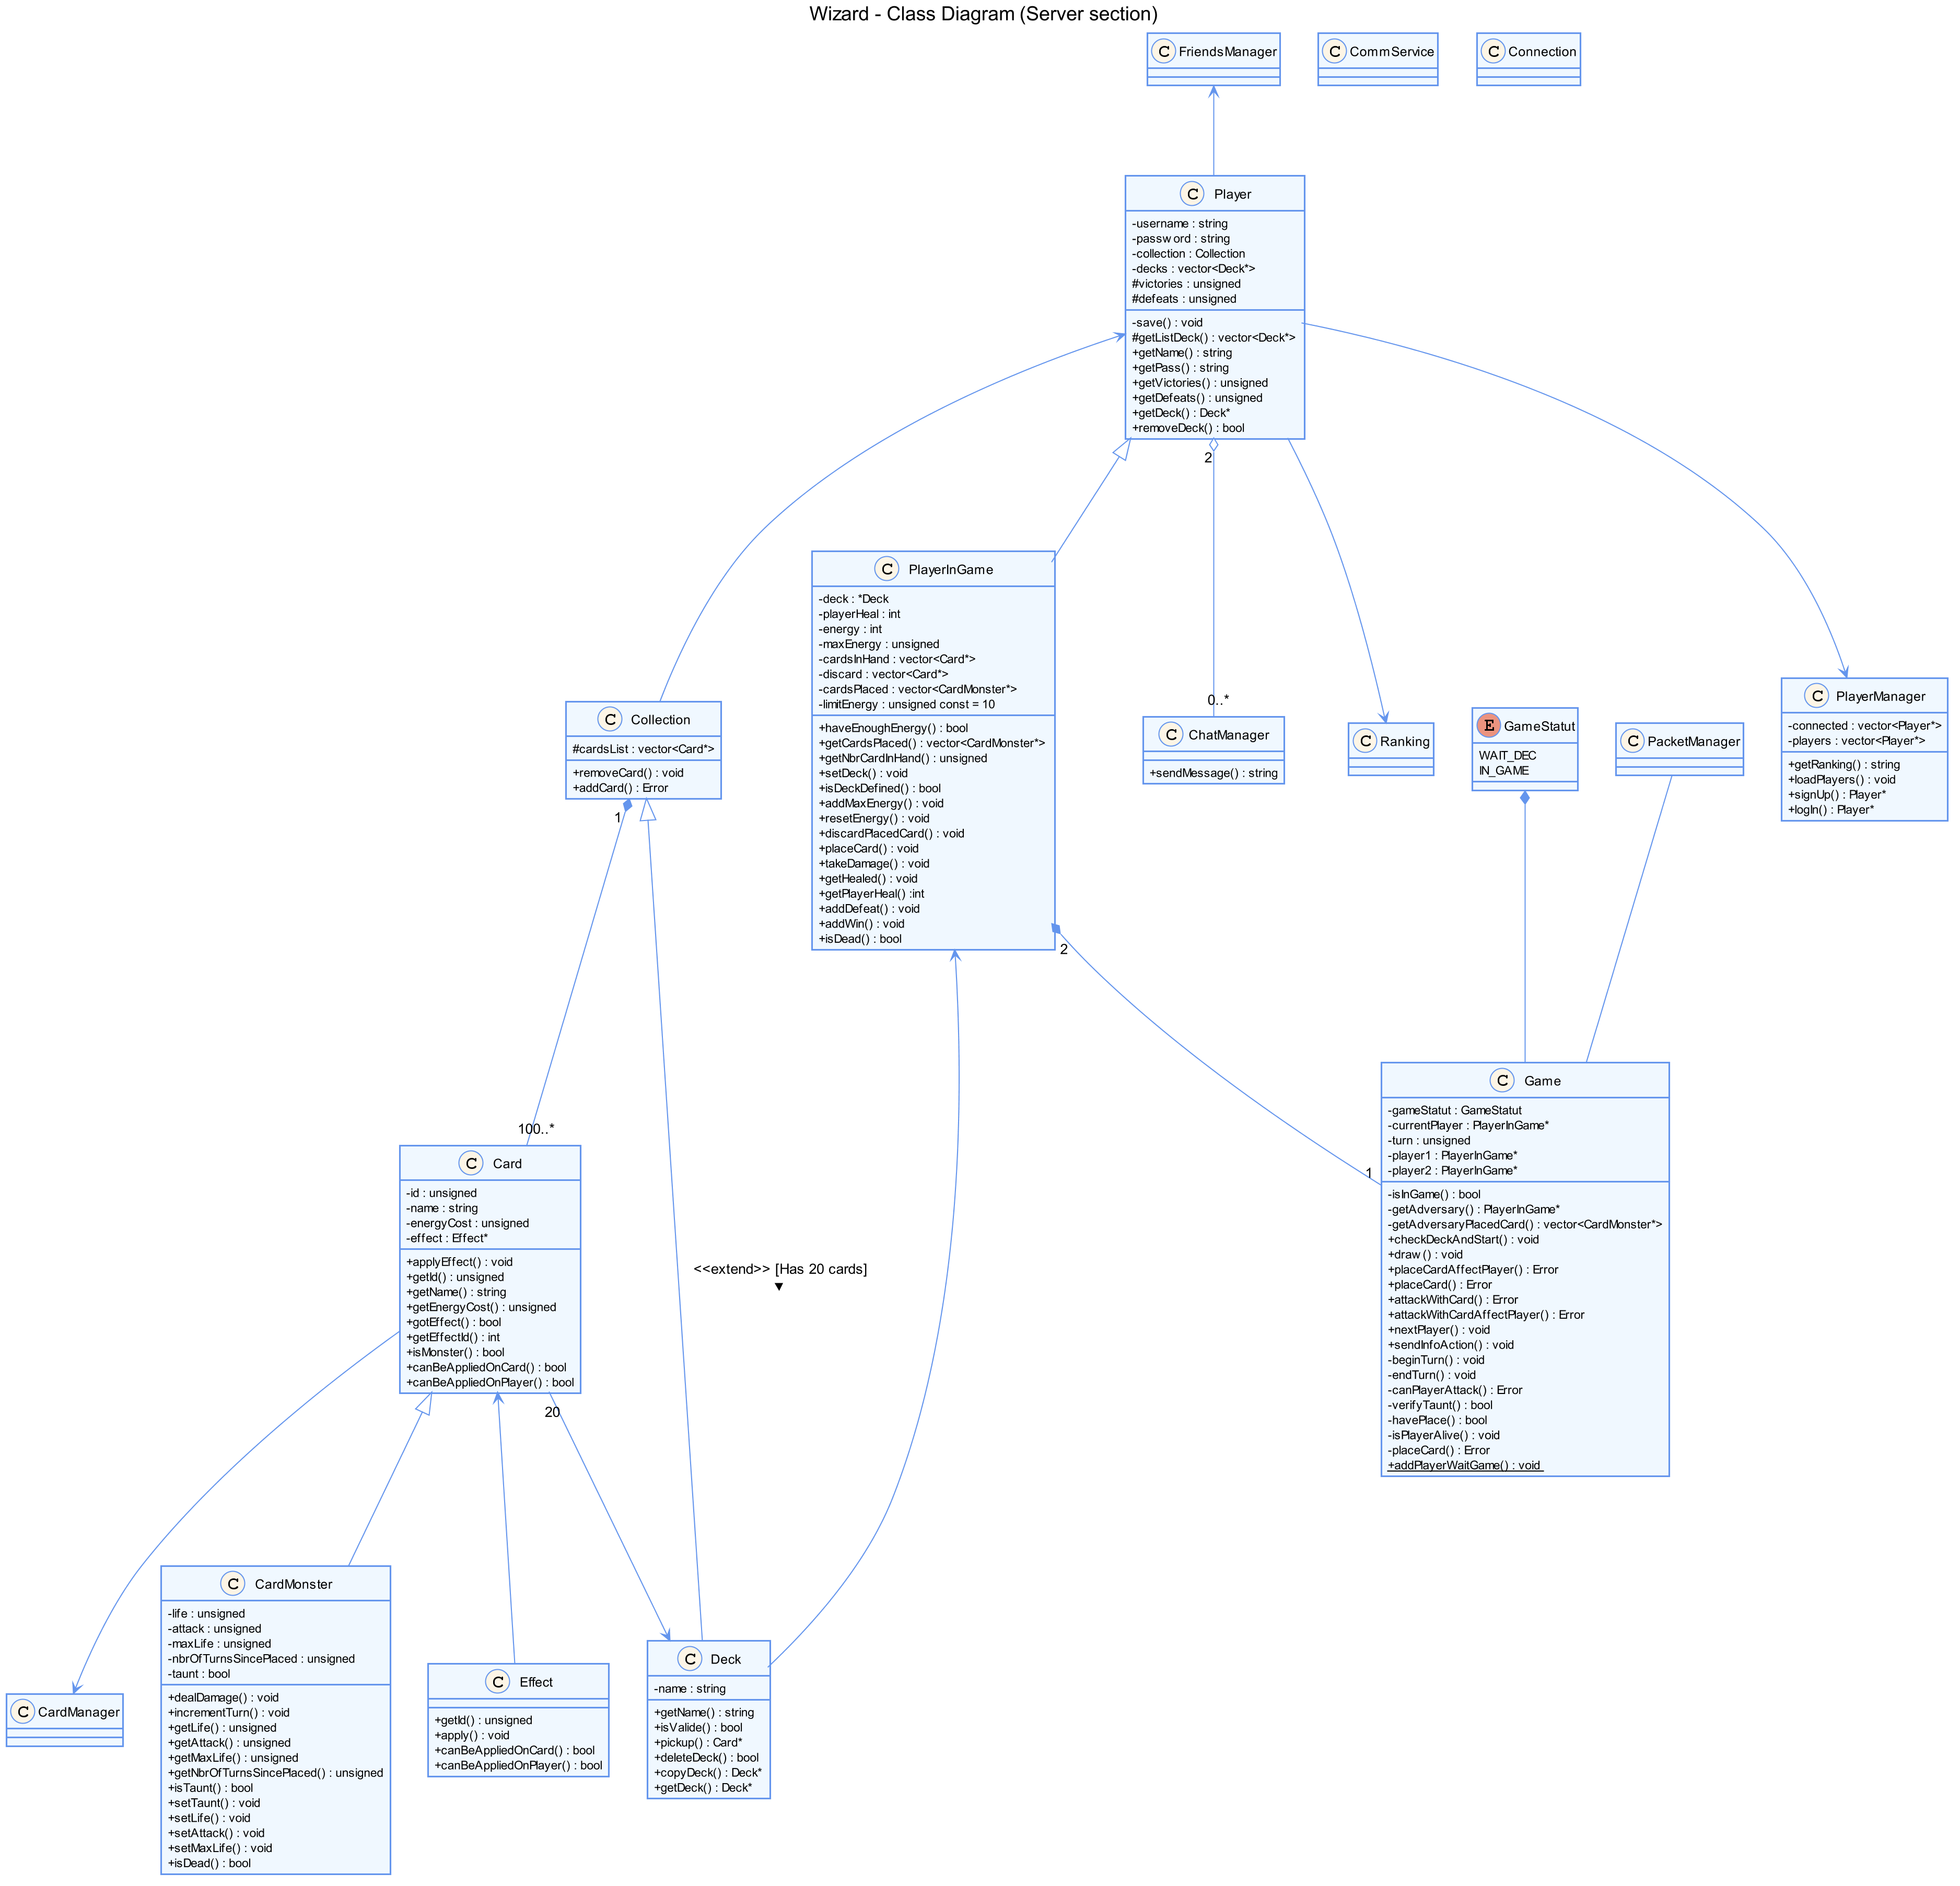 Wizard - Class Diagram (Server section)
C FriendsManager
C CommService
C Connection
C Player
-username : string
-password : string
-collection : Collection
-decks : vector<Deck*>
#victories : unsigned
#defeats : unsigned
-save() : void
#getListDeck() : vector<Deck*>
+getName() : string
+getPass() : string
+getVictories() : unsigned
+getDefeats() : unsigned
+getDeck() : Deck*
+removeDeck() : bool
2
C PlayerInGame
-deck : *Deck
-playerHeal : int
-energy : int
-maxEnergy : unsigned
-cardsInHand : vector<Card*>
-discard : vector<Card*>
-cardsPlaced : vector<CardMonster*>
-limitEnergy : unsigned const = 10
+haveEnoughEnergy() : bool
+getCardsPlaced() : vector<CardMonster*>
+getNbrCardInHand() : unsigned
+setDeck() : void
+isDeckDefined() : bool
+addMaxEnergy() : void
+resetEnergy() : void
+discardPlacedCard() : void
+placeCard() : void
+takeDamage() : void
+getHealed() : void
+getPlayerHeal() :int
+addDefeat() : void
+addWin() : void
+isDead() : bool
2
C Collection
#cardsList : vector<Card*>
+removeCard() : void
+addCard() : Error
1
0..*
C ChatManager
+sendMessage() : string
C Ranking
E GameStatut
WAIT_DEC
IN_GAME
C PacketManager
C PlayerManager
-connected : vector<Player*>
-players : vector<Player*>
+getRanking() : string
+loadPlayers() : void
+signUp() : Player*
+logIn() : Player*
100..*
C Card
-id : unsigned
-name : string
-energyCost : unsigned
-effect : Effect*
+applyEffect() : void
+getId() : unsigned
+getName() : string
+getEnergyCost() : unsigned
+gotEffect() : bool
+getEffectId() : int
+isMonster() : bool
+canBeAppliedOnCard() : bool
+canBeAppliedOnPlayer() : bool
20
<<extend>> [Has 20 cards]
▼
1
C Game
-gameStatut : GameStatut
-currentPlayer : PlayerInGame*
-turn : unsigned
-player1 : PlayerInGame*
-player2 : PlayerInGame*
-isInGame() : bool
-getAdversary() : PlayerInGame*
-getAdversaryPlacedCard() : vector<CardMonster*>
+checkDeckAndStart() : void
+draw() : void
+placeCardAffectPlayer() : Error
+placeCard() : Error
+attackWithCard() : Error
+attackWithCardAffectPlayer() : Error
+nextPlayer() : void
+sendInfoAction() : void
-beginTurn() : void
-endTurn() : void
-canPlayerAttack() : Error
-verifyTaunt() : bool
-havePlace() : bool
-isPlayerAlive() : void
-placeCard() : Error
+addPlayerWaitGame() : void
C CardManager
C CardMonster
-life : unsigned
-attack : unsigned
-maxLife : unsigned
-nbrOfTurnsSincePlaced : unsigned
-taunt : bool
+dealDamage() : void
+incrementTurn() : void
+getLife() : unsigned
+getAttack() : unsigned
+getMaxLife() : unsigned
+getNbrOfTurnsSincePlaced() : unsigned
+isTaunt() : bool
+setTaunt() : void
+setLife() : void
+setAttack() : void
+setMaxLife() : void
+isDead() : bool
C Effect
+getId() : unsigned
+apply() : void
+canBeAppliedOnCard() : bool
+canBeAppliedOnPlayer() : bool
C Deck
-name : string
+getName() : string
+isValide() : bool
+pickup() : Card*
+deleteDeck() : bool
+copyDeck() : Deck*
+getDeck() : Deck*